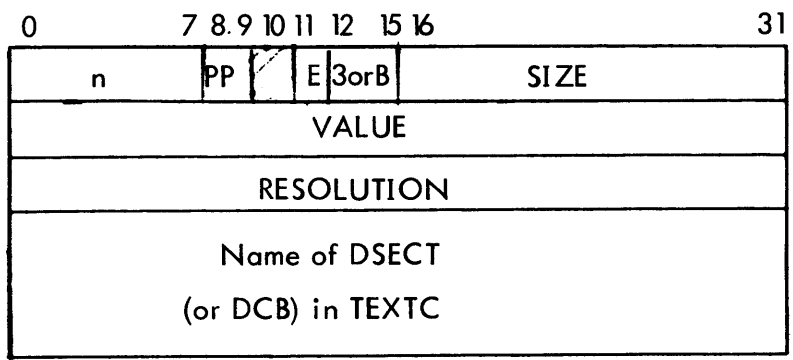 0 7 8.9 10 11 12 15 16 31
n PP E 3orB SIZE
VALUE
RESOLUTION
Name of DSECT
(or DCB) in TEXTC